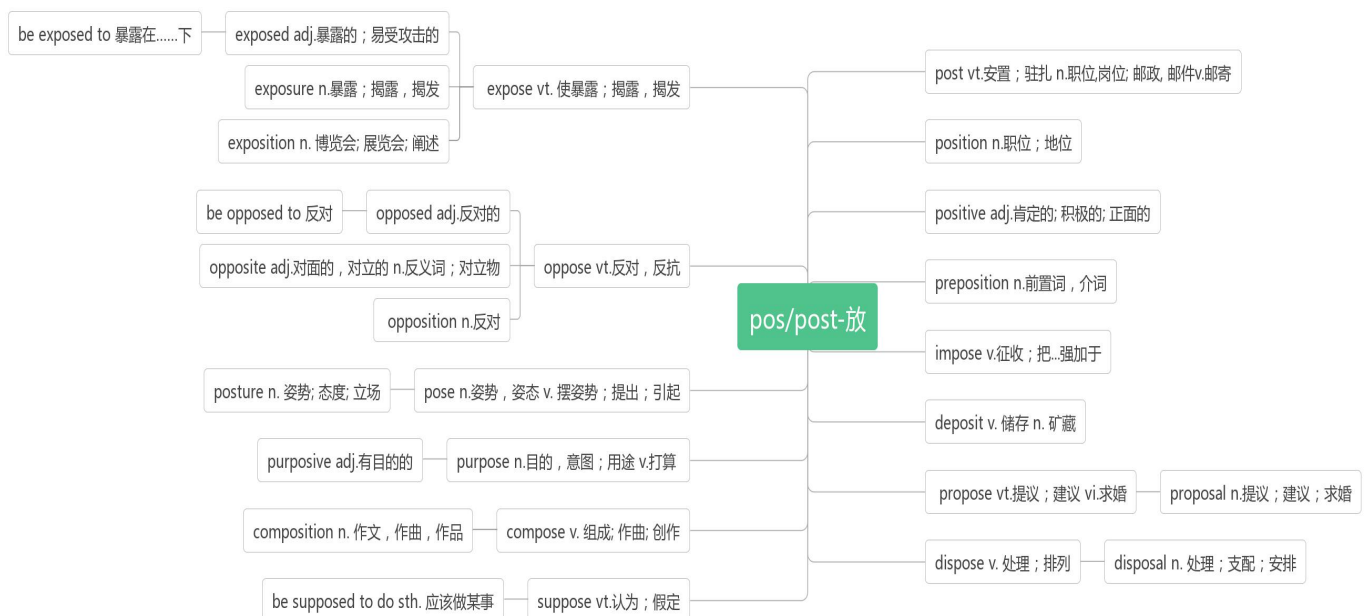 pos/post-放
post vt.安置；驻扎 n.职位,岗位; 邮政, 邮件v.邮寄
position n.职位；地位
positive adj.肯定的; 积极的; 正面的
preposition n.前置词，介词
impose v.征收；把...强加于
deposit v. 储存 n. 矿藏
propose vt.提议；建议 vi.求婚
proposal n.提议；建议；求婚
dispose v. 处理；排列
disposal n. 处理；支配；安排
expose vt. 使暴露；揭露，揭发
exposed adj.暴露的；易受攻击的
be exposed to 暴露在......下
exposure n.暴露；揭露，揭发
exposition n. 博览会; 展览会; 阐述
oppose vt.反对，反抗
opposed adj.反对的
be opposed to 反对
opposite adj.对面的，对立的 n.反义词；对立物
opposition n.反对
pose n.姿势，姿态 v. 摆姿势；提出；引起
posture n. 姿势; 态度; 立场
purpose n.目的，意图；用途 v.打算
purposive adj.有目的的
compose v. 组成; 作曲; 创作
composition n. 作文，作曲，作品
suppose vt.认为；假定
be supposed to do sth. 应该做某事